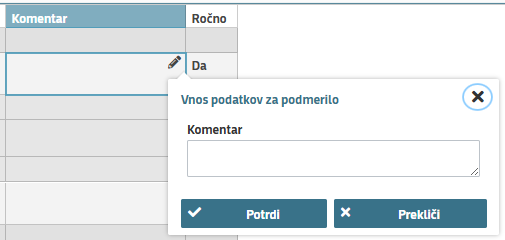 Komentar
Ročno
Da
Vnos podatkov za podmerilo
Komentar
Potrdi
Prekliči